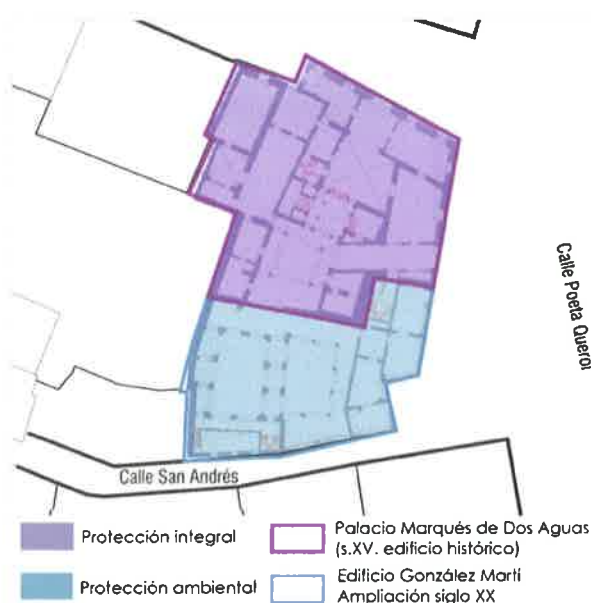 Calle Poeta Querol
Calle San Andrés
Protección integral
Palacio Marqués de Dos Aguas
(s.XV. edificio histórico)
Protección ambiental
Edificio González Martí
Ampliación siglo XX